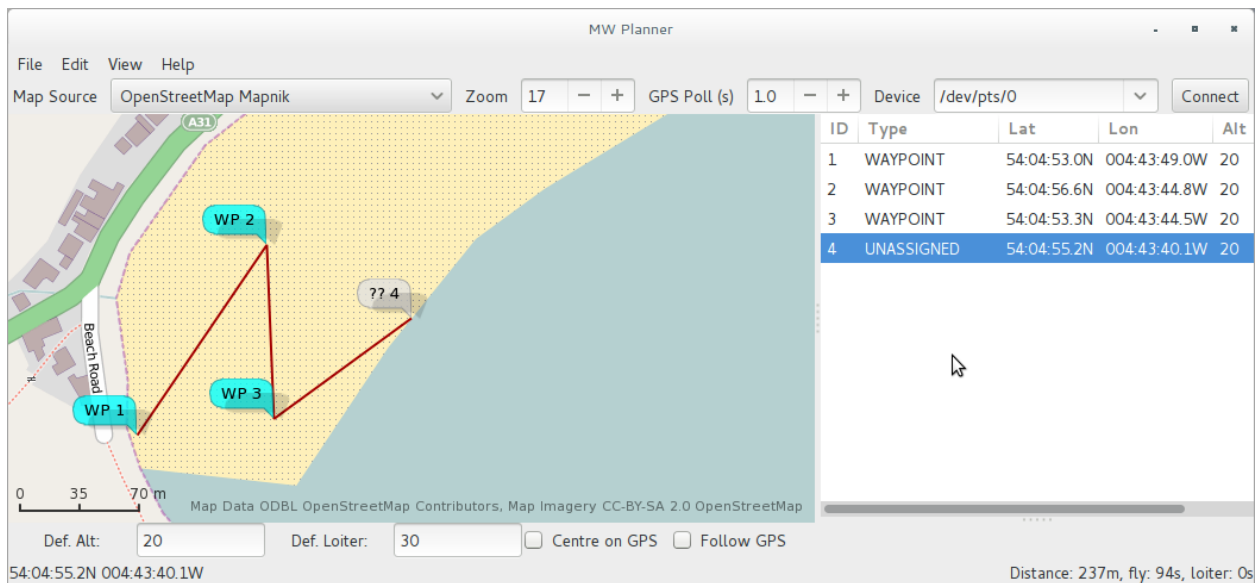 MW Planner
File Edit View Help
Map Source OpenStreetMap Mapnik Zoom 17 − + GPS Poll (s) 1.0 − + Device /dev/pts/0 Connect
ID Type Lat Lon Alt
1 WAYPOINT 54:04:53.0N 004:43:49.0W 20
2 WAYPOINT 54:04:56.6N 004:43:44.8W 20
3 WAYPOINT 54:04:53.3N 004:43:44.5W 20
4 UNASSIGNED 54:04:55.2N 004:43:40.1W 20
A31
WP 2
?? 4
Beach Road
WP 3
WP 1
0 35 70 m
Map Data ODBL OpenStreetMap Contributors, Map Imagery CC-BY-SA 2.0 OpenStreetMap
Def. Alt: 20 Def. Loiter: 30 Centre on GPS Follow GPS
54:04:55.2N 004:43:40.1W
Distance: 237m, fly: 94s, loiter: 0s